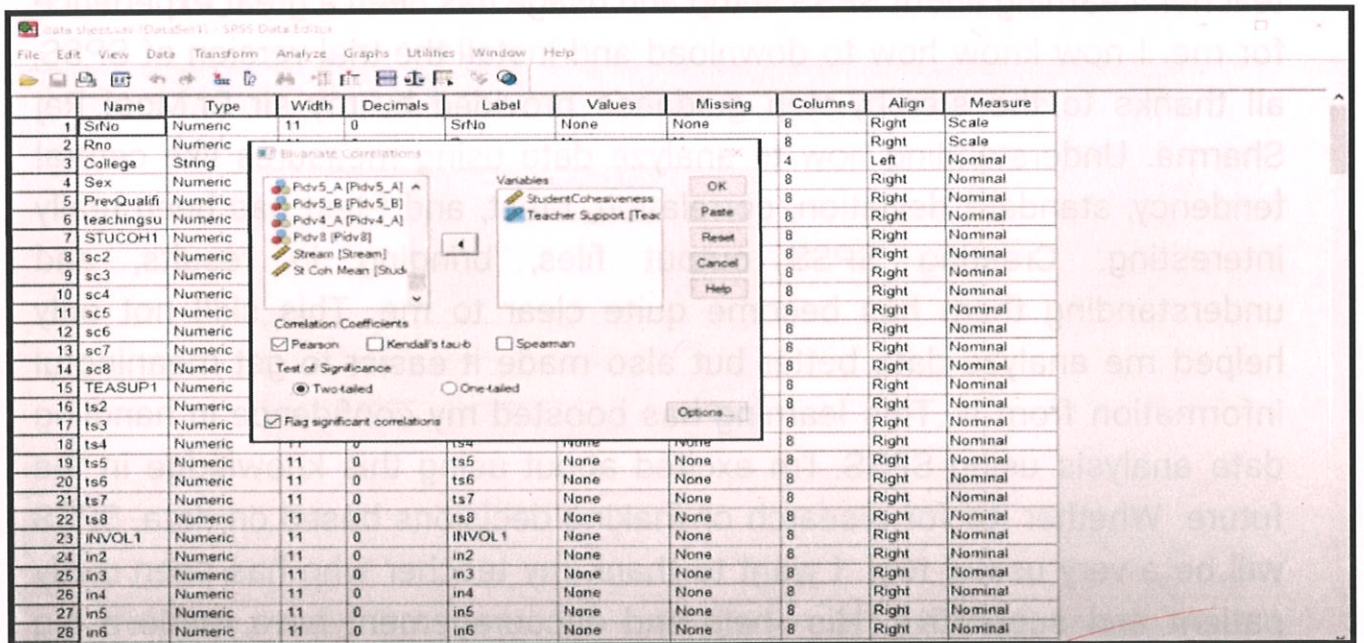 data sheet.sav [DataSet1] - SPSS Data Editor
File Edit View Data Transform Analyze Graphs Utilities Window Help
Name Type Width Decimals Label Values Missing Columns Align Measure
1 SrNo Numeric 11 0 SrNo None None 8 Right Scale
2 Rno Numeric 8 Right Scale
3 College String 4 Left Nominal
4 Sex Numeric 8 Right Nominal
5 PrevQualifi Numeric 8 Right Nominal
6 teachingsu Numeric 8 Right Nominal
7 STUCOH1 Numeric 8 Right Nominal
8 sc2 Numeric 8 Right Nominal
9 sc3 Numeric 8 Right Nominal
10 sc4 Numeric 8 Right Nominal
11 sc5 Numeric 8 Right Nominal
12 sc6 Numeric 8 Right Nominal
13 sc7 Numeric 8 Right Nominal
14 sc8 Numeric 8 Right Nominal
15 TEASUP1 Numeric 8 Right Nominal
16 ts2 Numeric 8 Right Nominal
17 ts3 Numeric 8 Right Nominal
18 ts4 Numeric 11 0 ts4 None None 8 Right Nominal
19 ts5 Numeric 11 0 ts5 None None 8 Right Nominal
20 ts6 Numeric 11 0 ts6 None None 8 Right Nominal
21 ts7 Numeric 11 0 ts7 None None 8 Right Nominal
22 ts8 Numeric 11 0 ts8 None None 8 Right Nominal
23 INVOL1 Numeric 11 0 INVOL1 None None 8 Right Nominal
24 in2 Numeric 11 0 in2 None None 8 Right Nominal
25 in3 Numeric 11 0 in3 None None 8 Right Nominal
26 in4 Numeric 11 0 in4 None None 8 Right Nominal
27 in5 Numeric 11 0 in5 None None 8 Right Nominal
28 in6 Numeric 11 0 in6 None None 8 Right Nominal
Bivariate Correlations
Pidv5_A [Pidv5_A]
Pidv5_B [Pidv5_B]
Pidv4_A [Pidv4_A]
Pidv8 [Pidv8]
Stream [Stream]
St Coh Mean [Stude
Variables
StudentCohesiveness
Teacher Support [Teac
OK
Paste
Reset
Cancel
Help
Correlation Coefficients
Pearson Kendall's tau-b Spearman
Test of Significance
Two-tailed One-tailed
Flag significant correlations
Options...